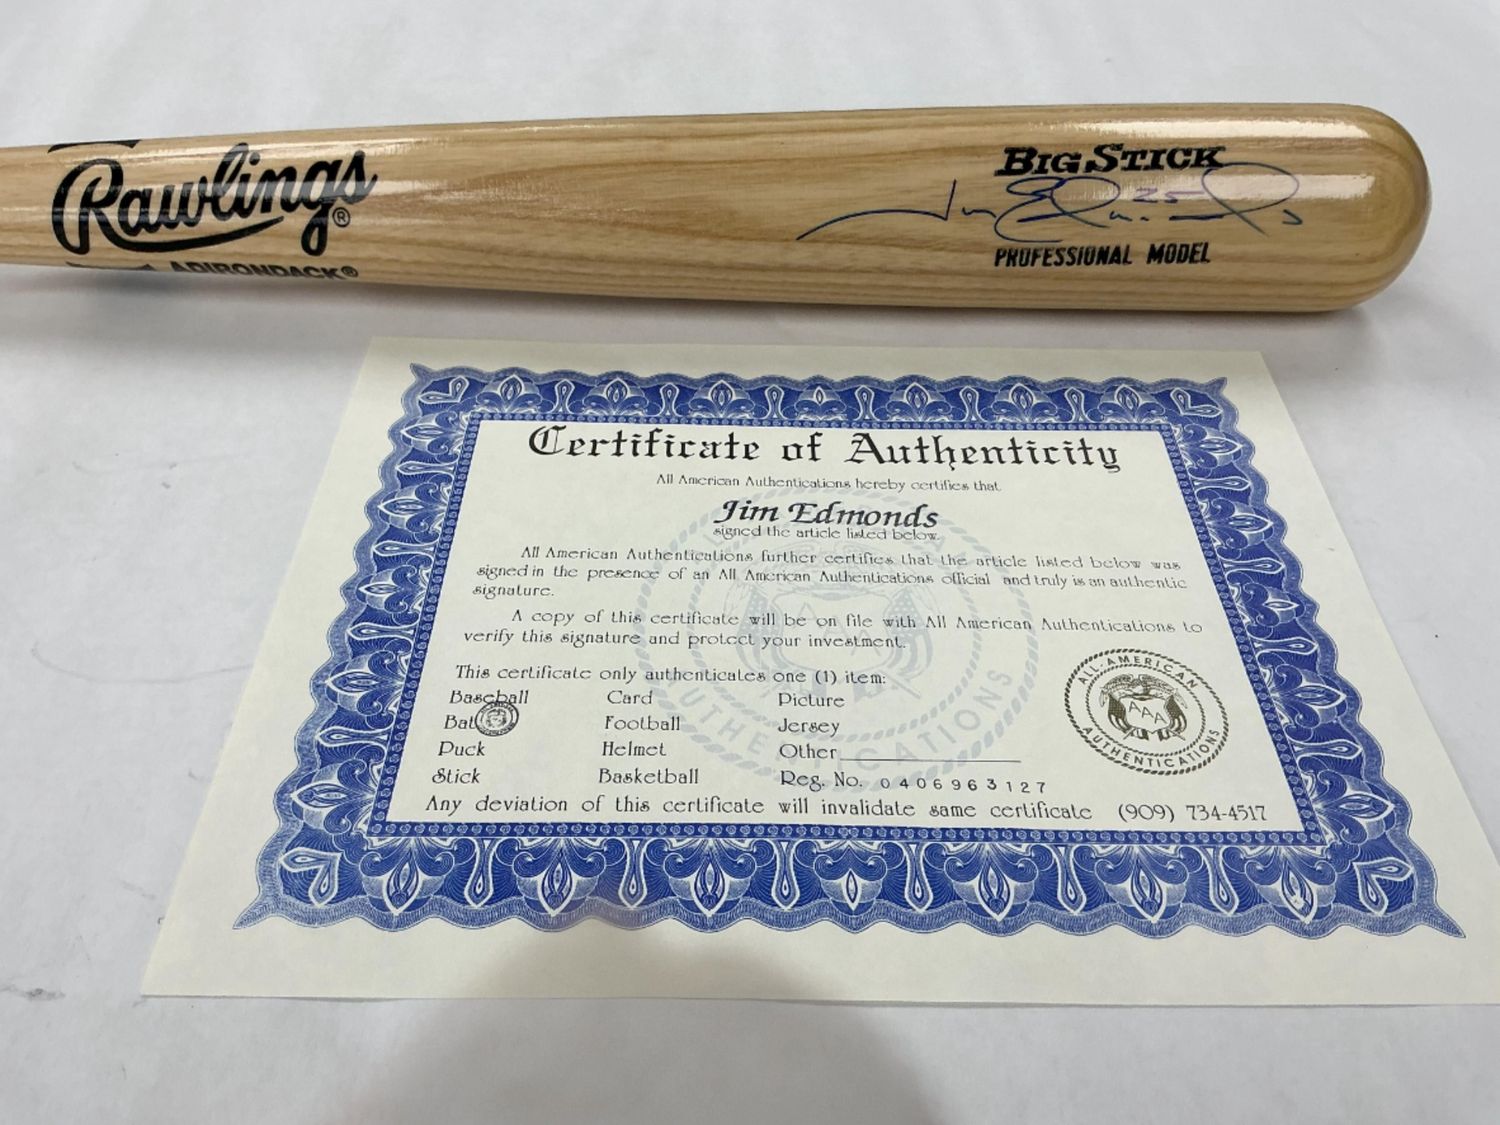 Rawlings®
ADIRONDACK®
BIG STICK
Jim Edmonds 25
PROFESSIONAL MODEL
Certificate of Authenticity
All American Authentications hereby certifies that
Jim Edmonds
signed the article listed below.
All American Authentications further certifies that the article listed below was
signed in the presence of an All American Authentications official and truly is an authentic
signature.
A copy of this certificate will be on file with All American Authentications to
verify this signature and protect your investment.
This certificate only authenticates one (1) item:
Baseball Card Picture
Bat Football Jersey
Puck Helmet Other
Stick Basketball Reg. No. 0406963127
Any deviation of this certificate will invalidate same certificate (909) 734-4517
ALL AMERICAN
AAA
AUTHENTICATIONS